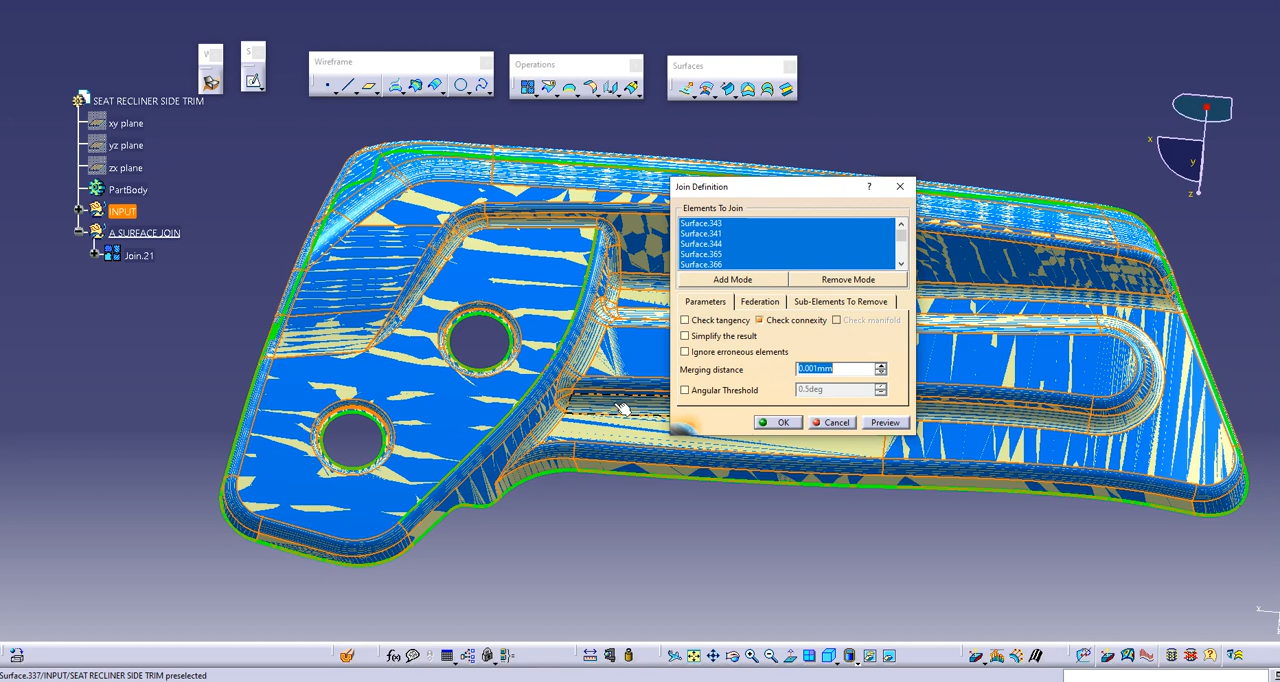 W
S
Wireframe
Operations
Surfaces
SEAT RECLINER SIDE TRIM
xy plane
yz plane
zx plane
PartBody
INPUT
A SURFACE JOIN
Join.21
x
y
z
Join Definition
?
Elements To Join
Surface.343
Surface.341
Surface.344
Surface.365
Surface.366
Add Mode
Remove Mode
Parameters
Federation
Sub-Elements To Remove
Check tangency
Check connexity
Check manifold
Simplify the result
Ignore erroneous elements
Merging distance
0.001mm
Angular Threshold
0.5deg
OK
Cancel
Preview
x
f(x)
Surface.337/INPUT/SEAT RECLINER SIDE TRIM preselected